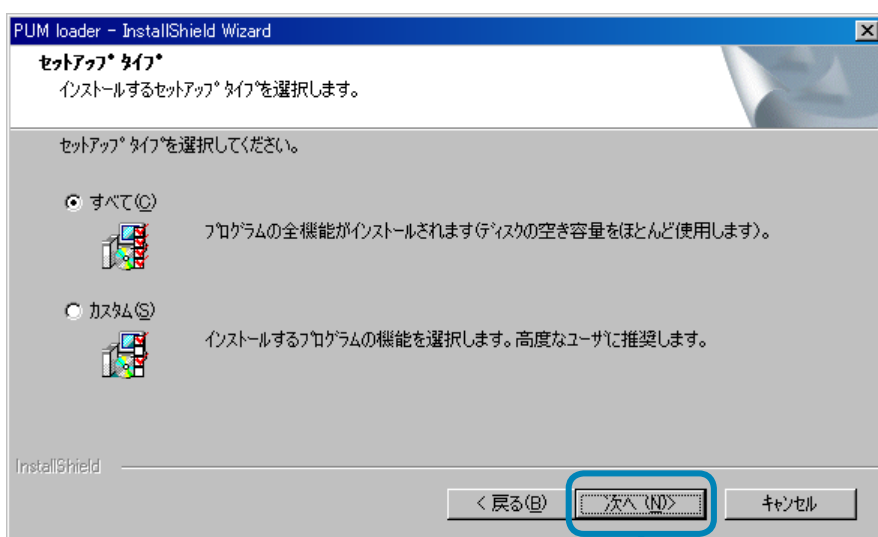 PUM loader - InstallShield Wizard
セットアップ タイプ
インストールするセットアップ タイプを選択します。
セットアップ タイプを選択してください。
すべて(C)
プログラムの全機能がインストールされます(ディスクの空き容量をほとんど使用します)。
カスタム(S)
インストールするプログラムの機能を選択します。高度なユーザに推奨します。
InstallShield
< 戻る(B)
次へ (N)>
キャンセル